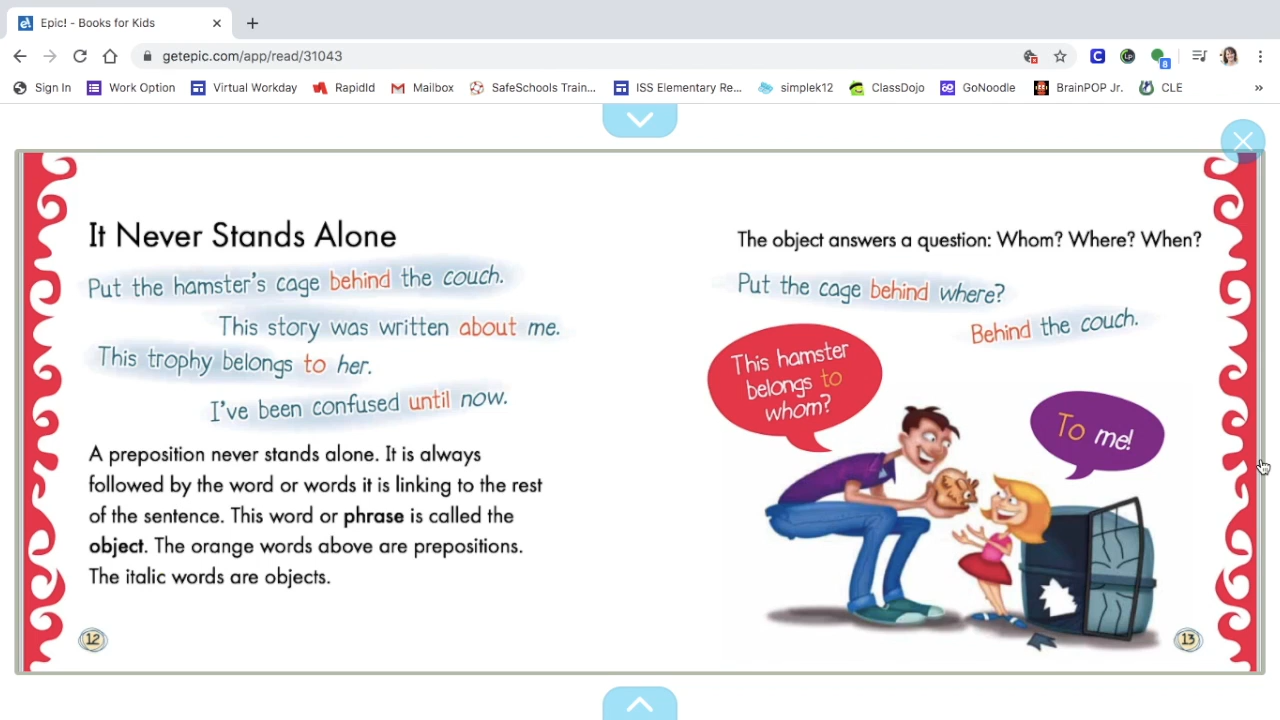 Epic! - Books for Kids
getepic.com/app/read/31043
Sign In Work Option Virtual Workday RapidId Mailbox SafeSchools Train... ISS Elementary Re... simplek12 ClassDojo GoNoodle BrainPOP Jr. CLE »
It Never Stands Alone
Put the hamster's cage behind the couch.
This story was written about me.
This trophy belongs to her.
I've been confused until now.
A preposition never stands alone. It is always
followed by the word or words it is linking to the rest
of the sentence. This word or phrase is called the
object. The orange words above are prepositions.
The italic words are objects.
12
The object answers a question: Whom? Where? When?
Put the cage behind where?
Behind the couch.
This hamster
belongs to
whom?
To me!
13